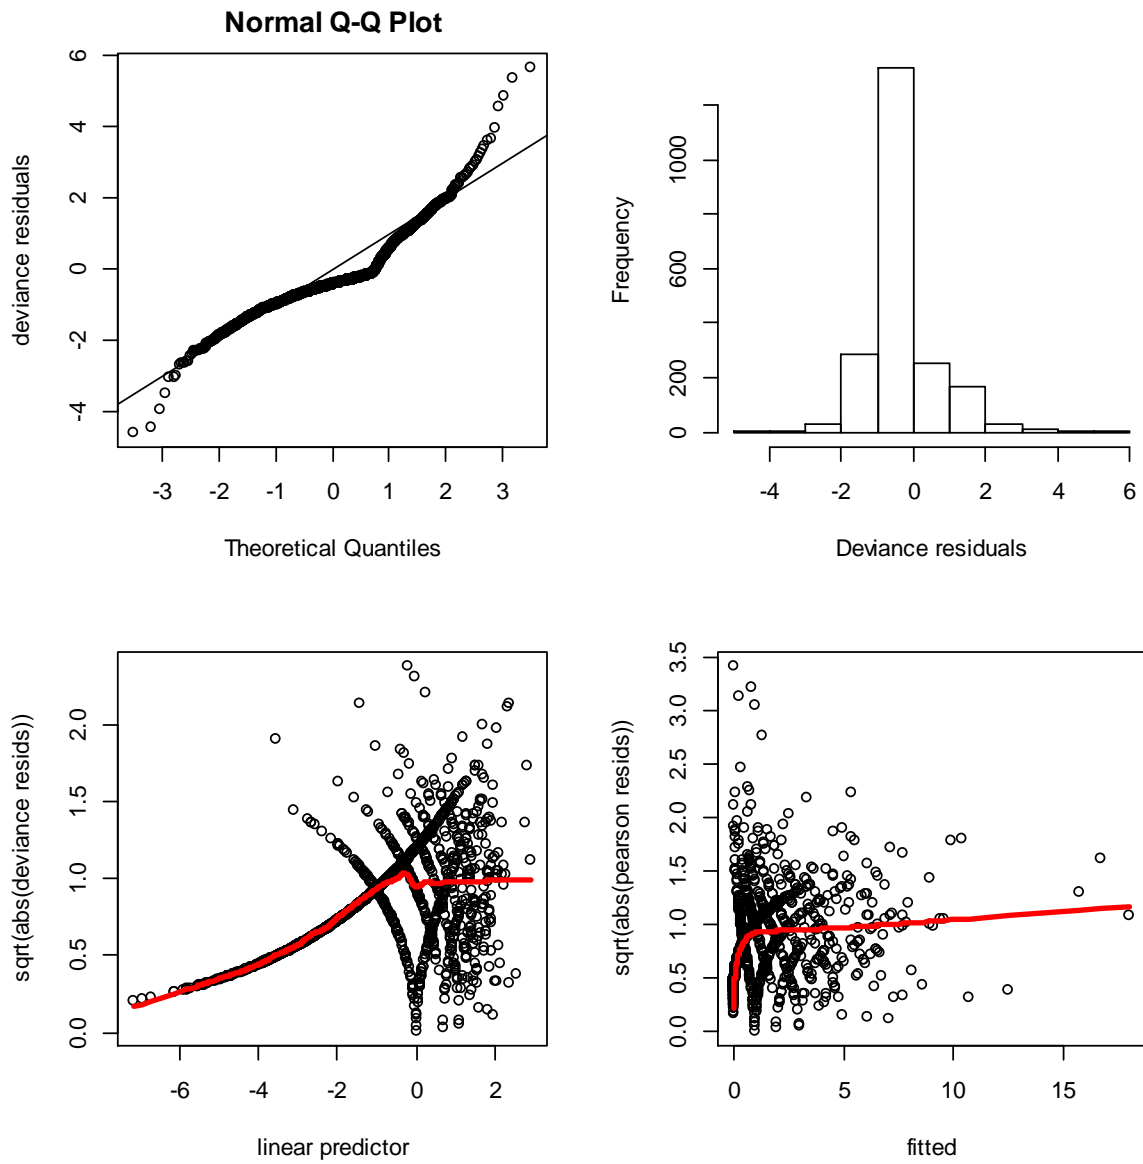 Normal Q-Q Plot
deviance residuals
-4 -2 0 2 4 6
-3 -2 -1 0 1 2 3
Theoretical Quantiles
Frequency
0 200 600 1000
-4 -2 0 2 4 6
Deviance residuals
sqrt(abs(deviance resids))
0.0 0.5 1.0 1.5 2.0
-6 -4 -2 0 2
linear predictor
sqrt(abs(pearson resids))
0.0 0.5 1.0 1.5 2.0 2.5 3.0 3.5
0 5 10 15
fitted